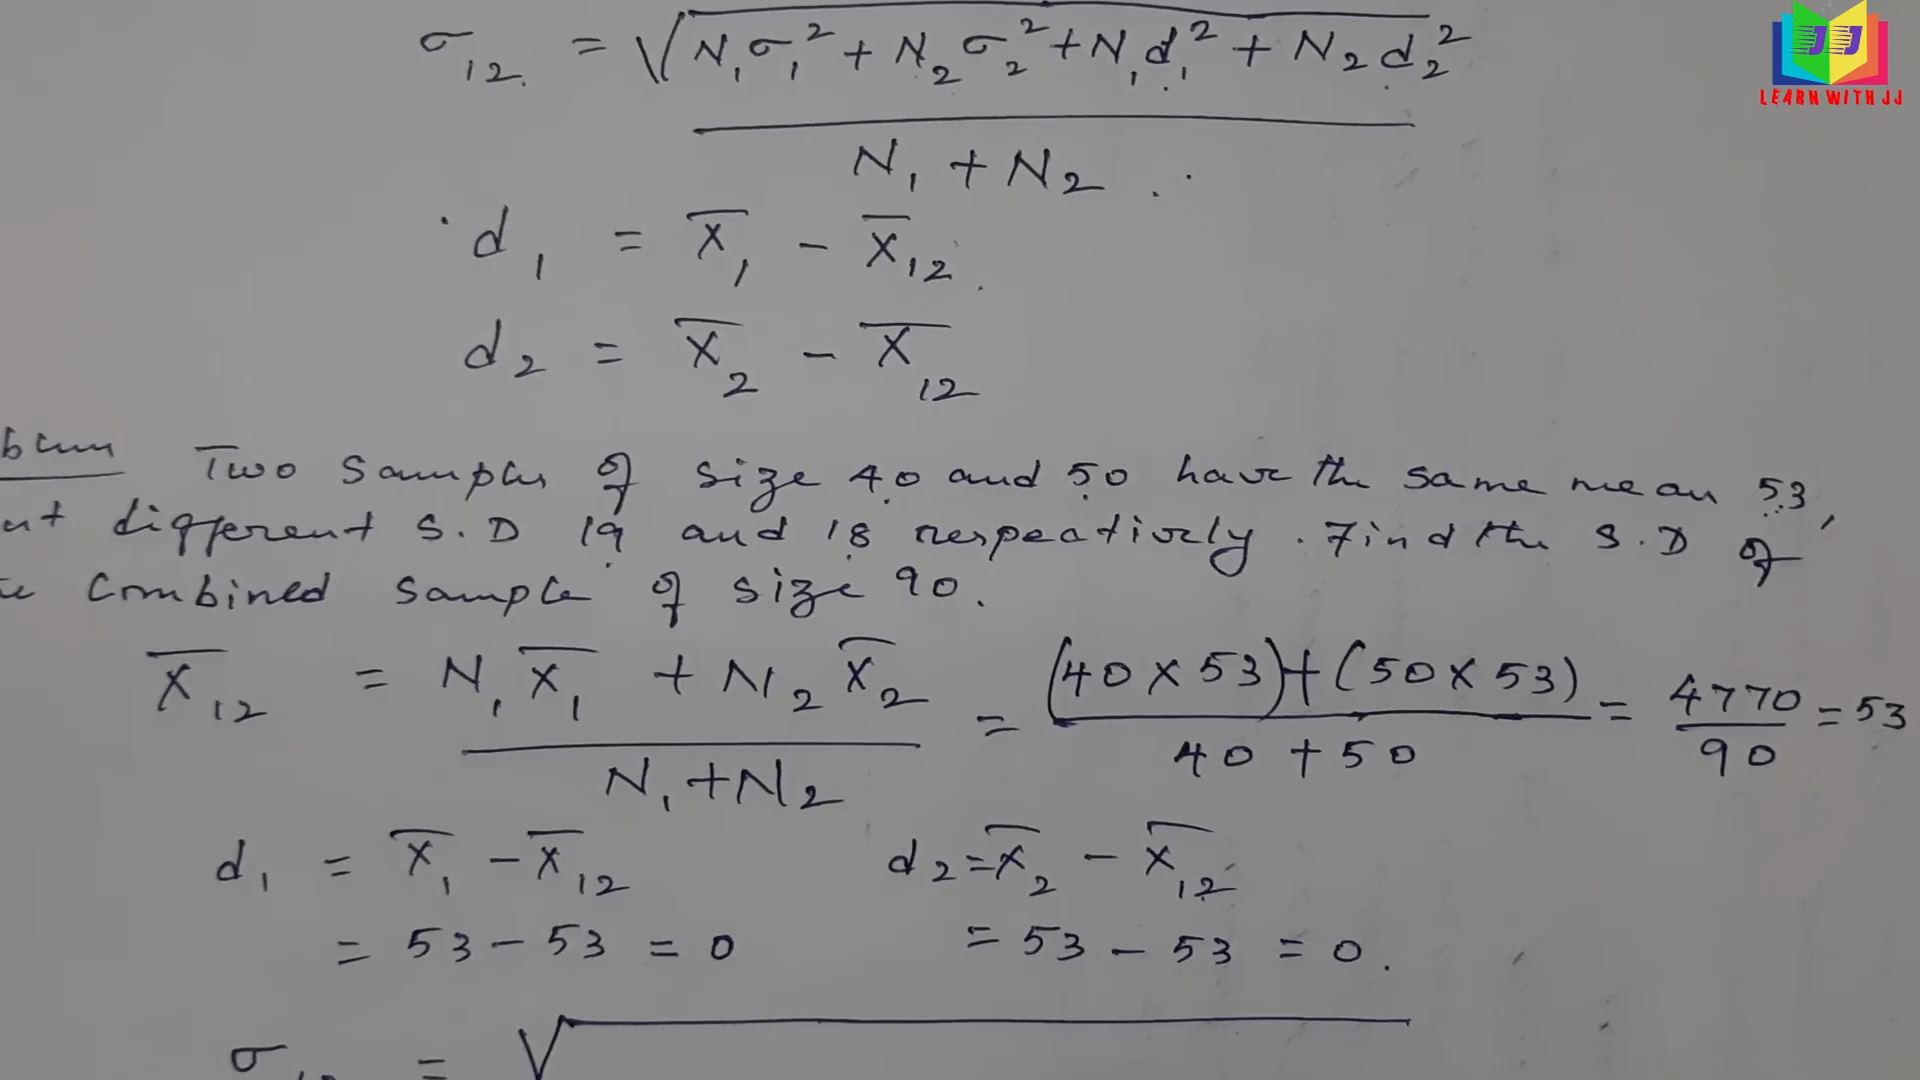 σ₁₂ = √N₁σ₁² + N₂σ₂² + N₁d₁² + N₂d₂²
N₁ + N₂
d₁ = X̄₁ - X̄₁₂
d₂ = X̄₂ - X̄₁₂
Two Samples of size 40 and 50 have the same mean 53,
different S.D 19 and 18 respectively. Find the S.D of
Combined Sample of size 90.
X̄₁₂ = N₁X̄₁ + N₂X̄₂ = (40 × 53) + (50 × 53) = 4770 = 53
N₁ + N₂ 40 + 50 90
d₁ = X̄₁ - X̄₁₂ d₂ = X̄₂ - X̄₁₂
= 53 - 53 = 0 = 53 - 53 = 0.
σ = √
JJ
LEARN WITH JJ